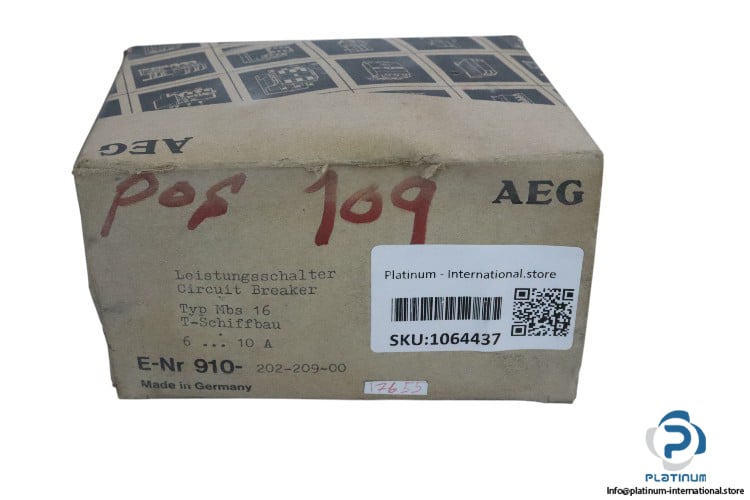 AEG
Pos 109
AEG
Leistungsschalter
Circuit Breaker
Typ Mbs 16
T-Schiffbau
6 ... 10 A
E-Nr 910- 202-209-00
Made in Germany
Platinum - International.store
SKU:1064437
PLATINUM
Info@platinum-international.store